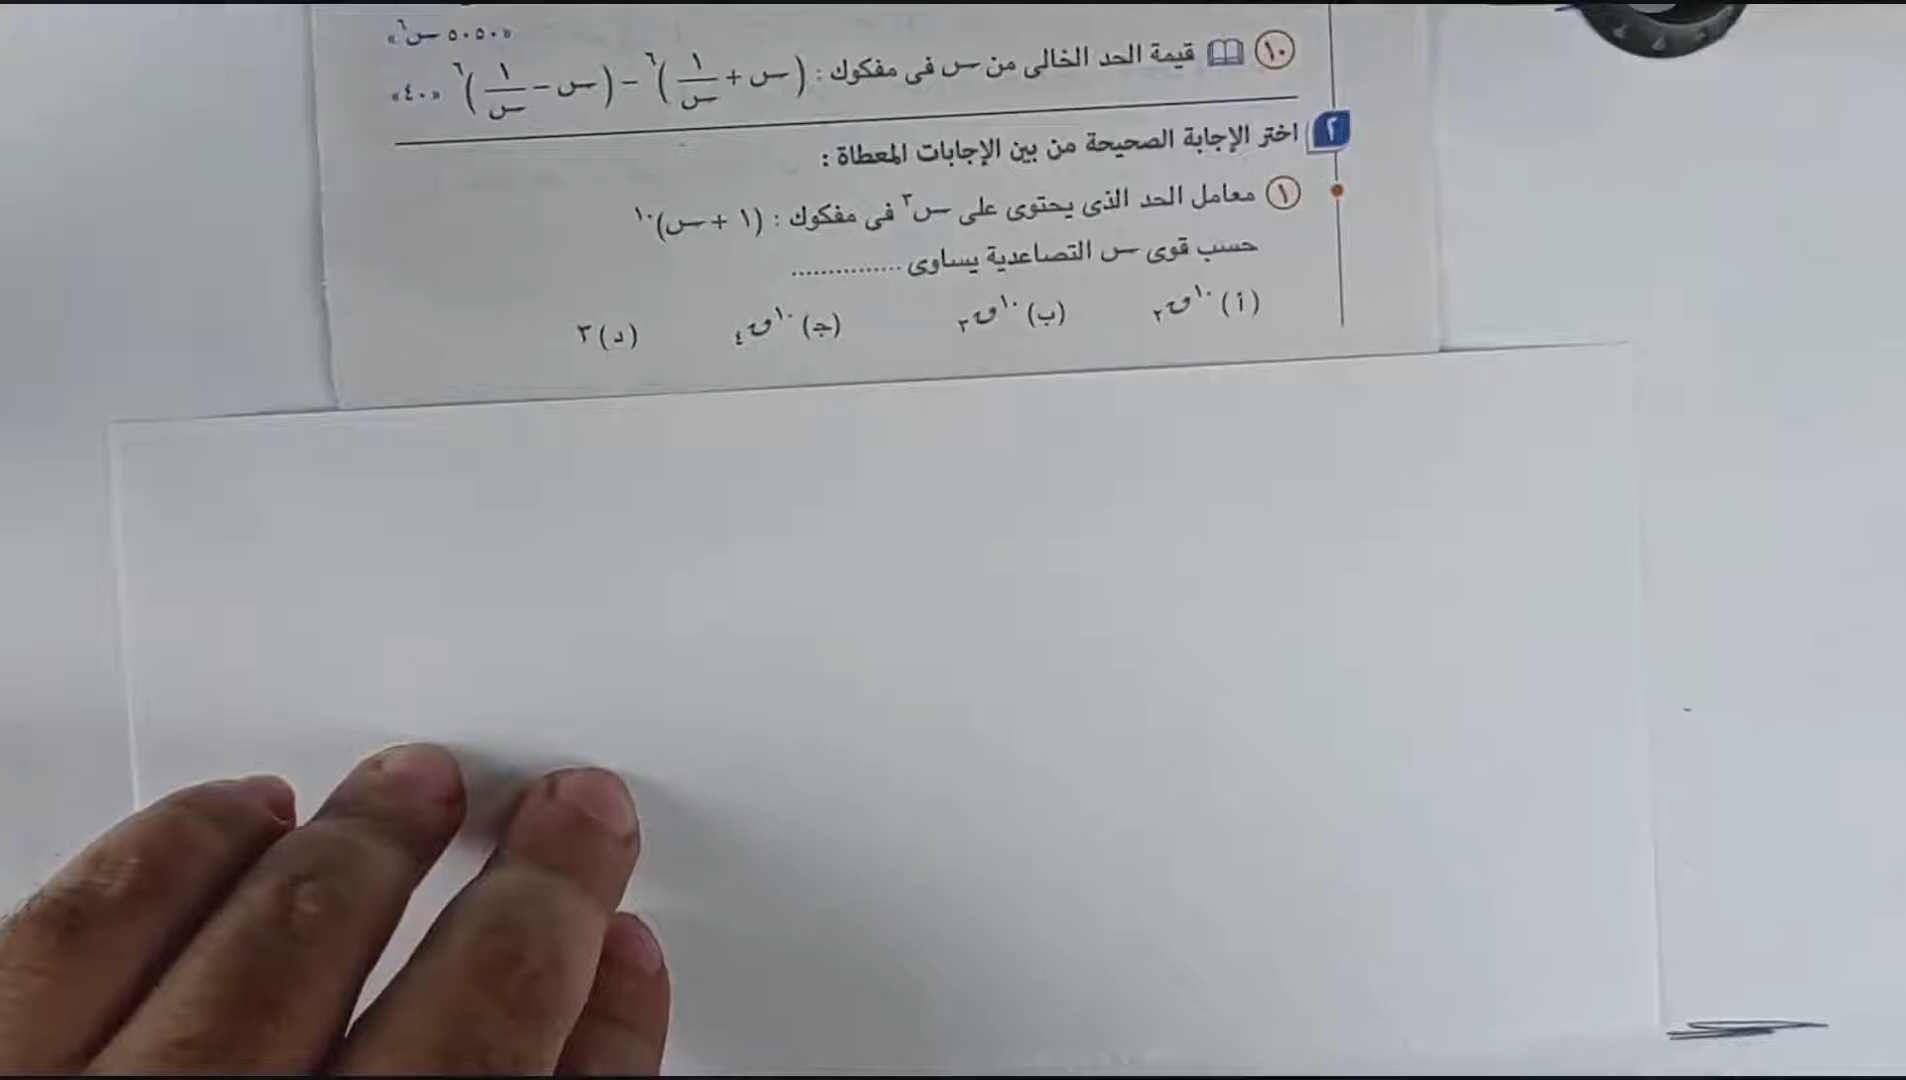 «٥٠٥٠ س٦»
١٠ قيمة الحد الخالى من س فى مفكوك : (س + ١/س)٦ – (س – ١/س)٦ «٤٠»
٢ اختر الإجابة الصحيحة من بين الإجابات المعطاة :
١ معامل الحد الذى يحتوى على س٣ فى مفكوك : (١ + س)١٠
حسب قوى س التصاعدية يساوى ...............
(أ) ١٠ق٢ (ب) ١٠ق٣ (جـ) ١٠ق٤ (د) ٣